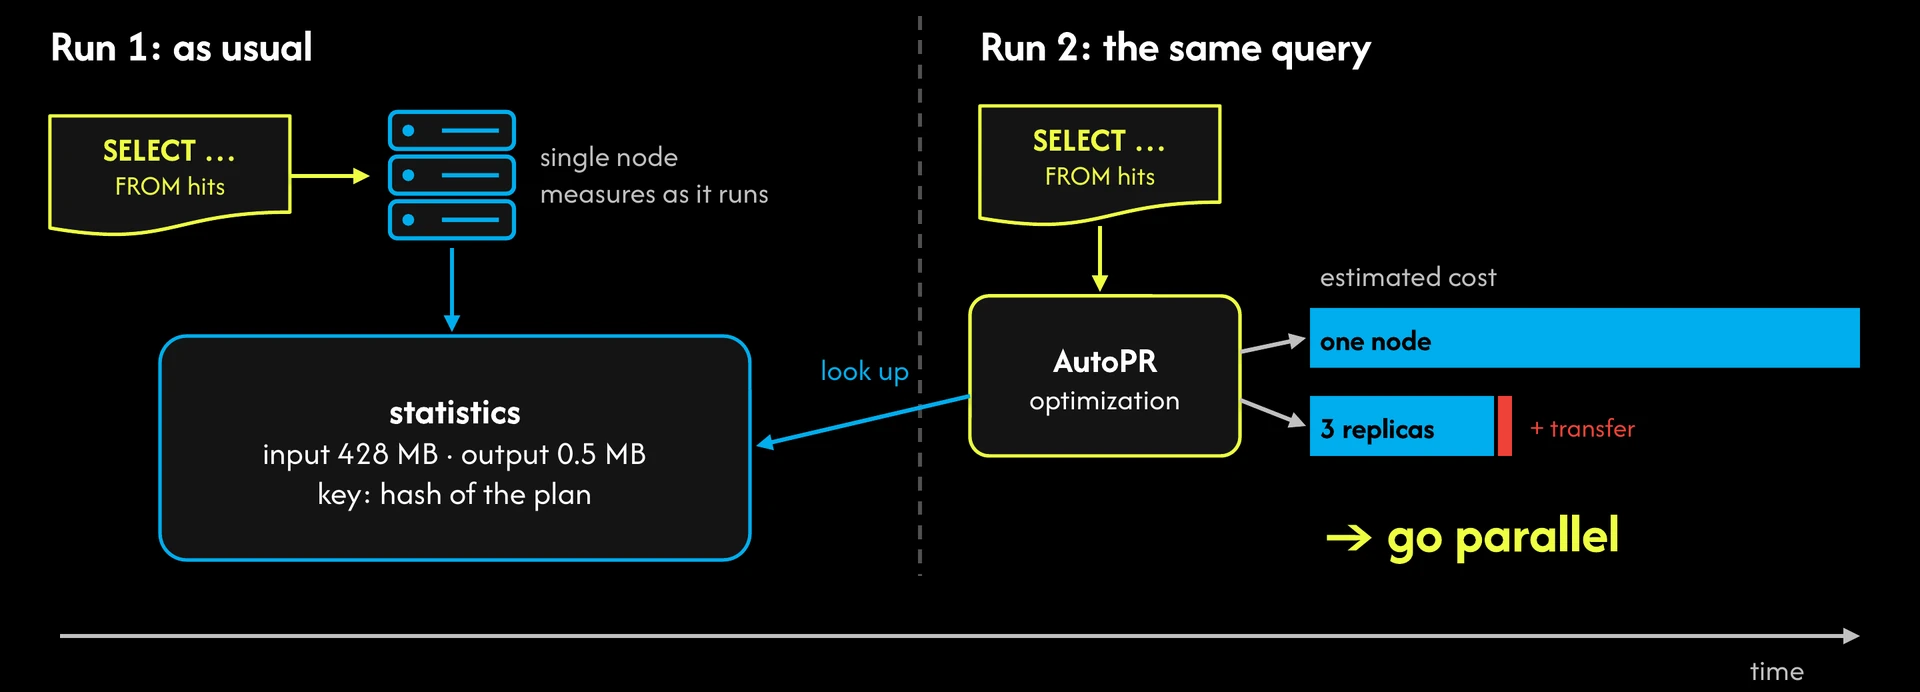 Run 1: as usual
SELECT ...
FROM hits
single node
measures as it runs
statistics
input 428 MB · output 0.5 MB
key: hash of the plan
look up
Run 2: the same query
SELECT ...
FROM hits
AutoPR
optimization
estimated cost
one node
3 replicas
+ transfer
→ go parallel
time